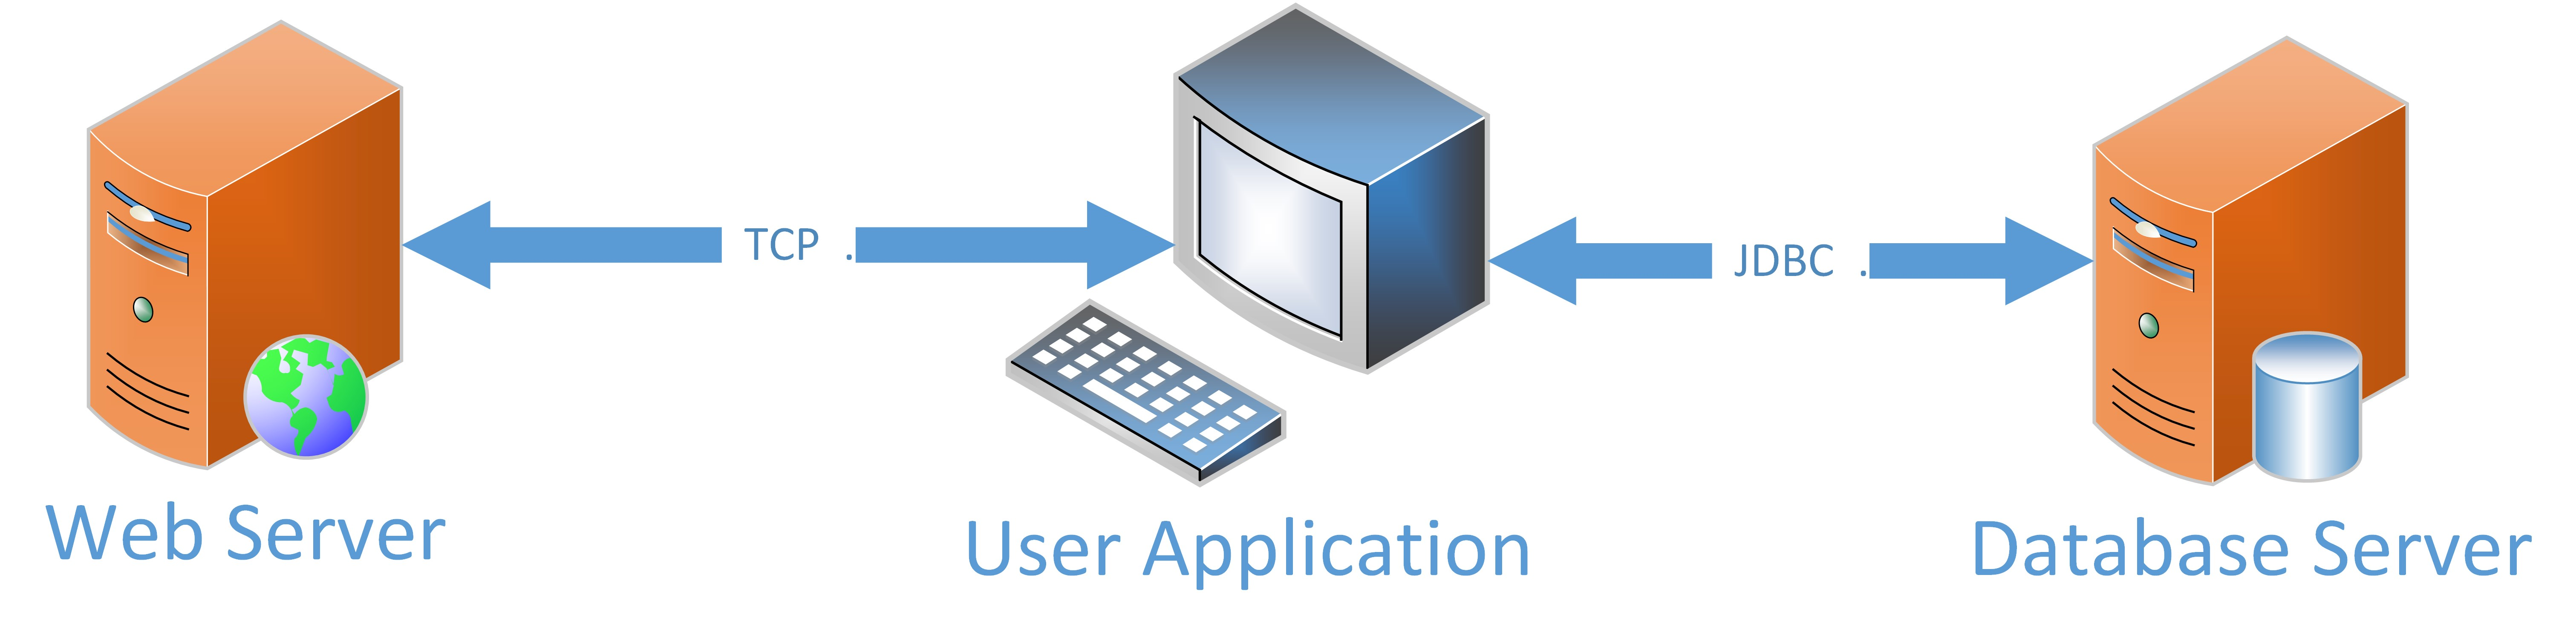 TCP .
JDBC .
Web Server
User Application
Database Server